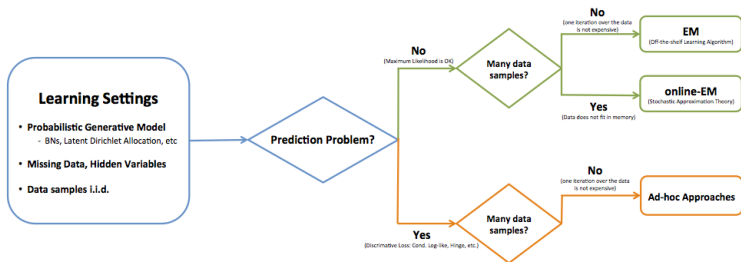 Learning Settings
• Probabilistic Generative Model
- BNs, Latent Dirichlet Allocation, etc
• Missing Data, Hidden Variables
• Data samples i.i.d.
Prediction Problem?
No
(Maximum Likelihood is OK)
Many data
samples?
No
(one iteration over the data
is not expensive)
EM
(Off-the-shelf Learning Algorithm)
online-EM
(Stochastic Approximation Theory)
Yes
(Data does not fit in memory)
Yes
(Discrimative Loss: Cond. Log-like, Hinge, etc.)
Many data
samples?
No
(one iteration over the data
is not expensive)
Ad-hoc Approaches